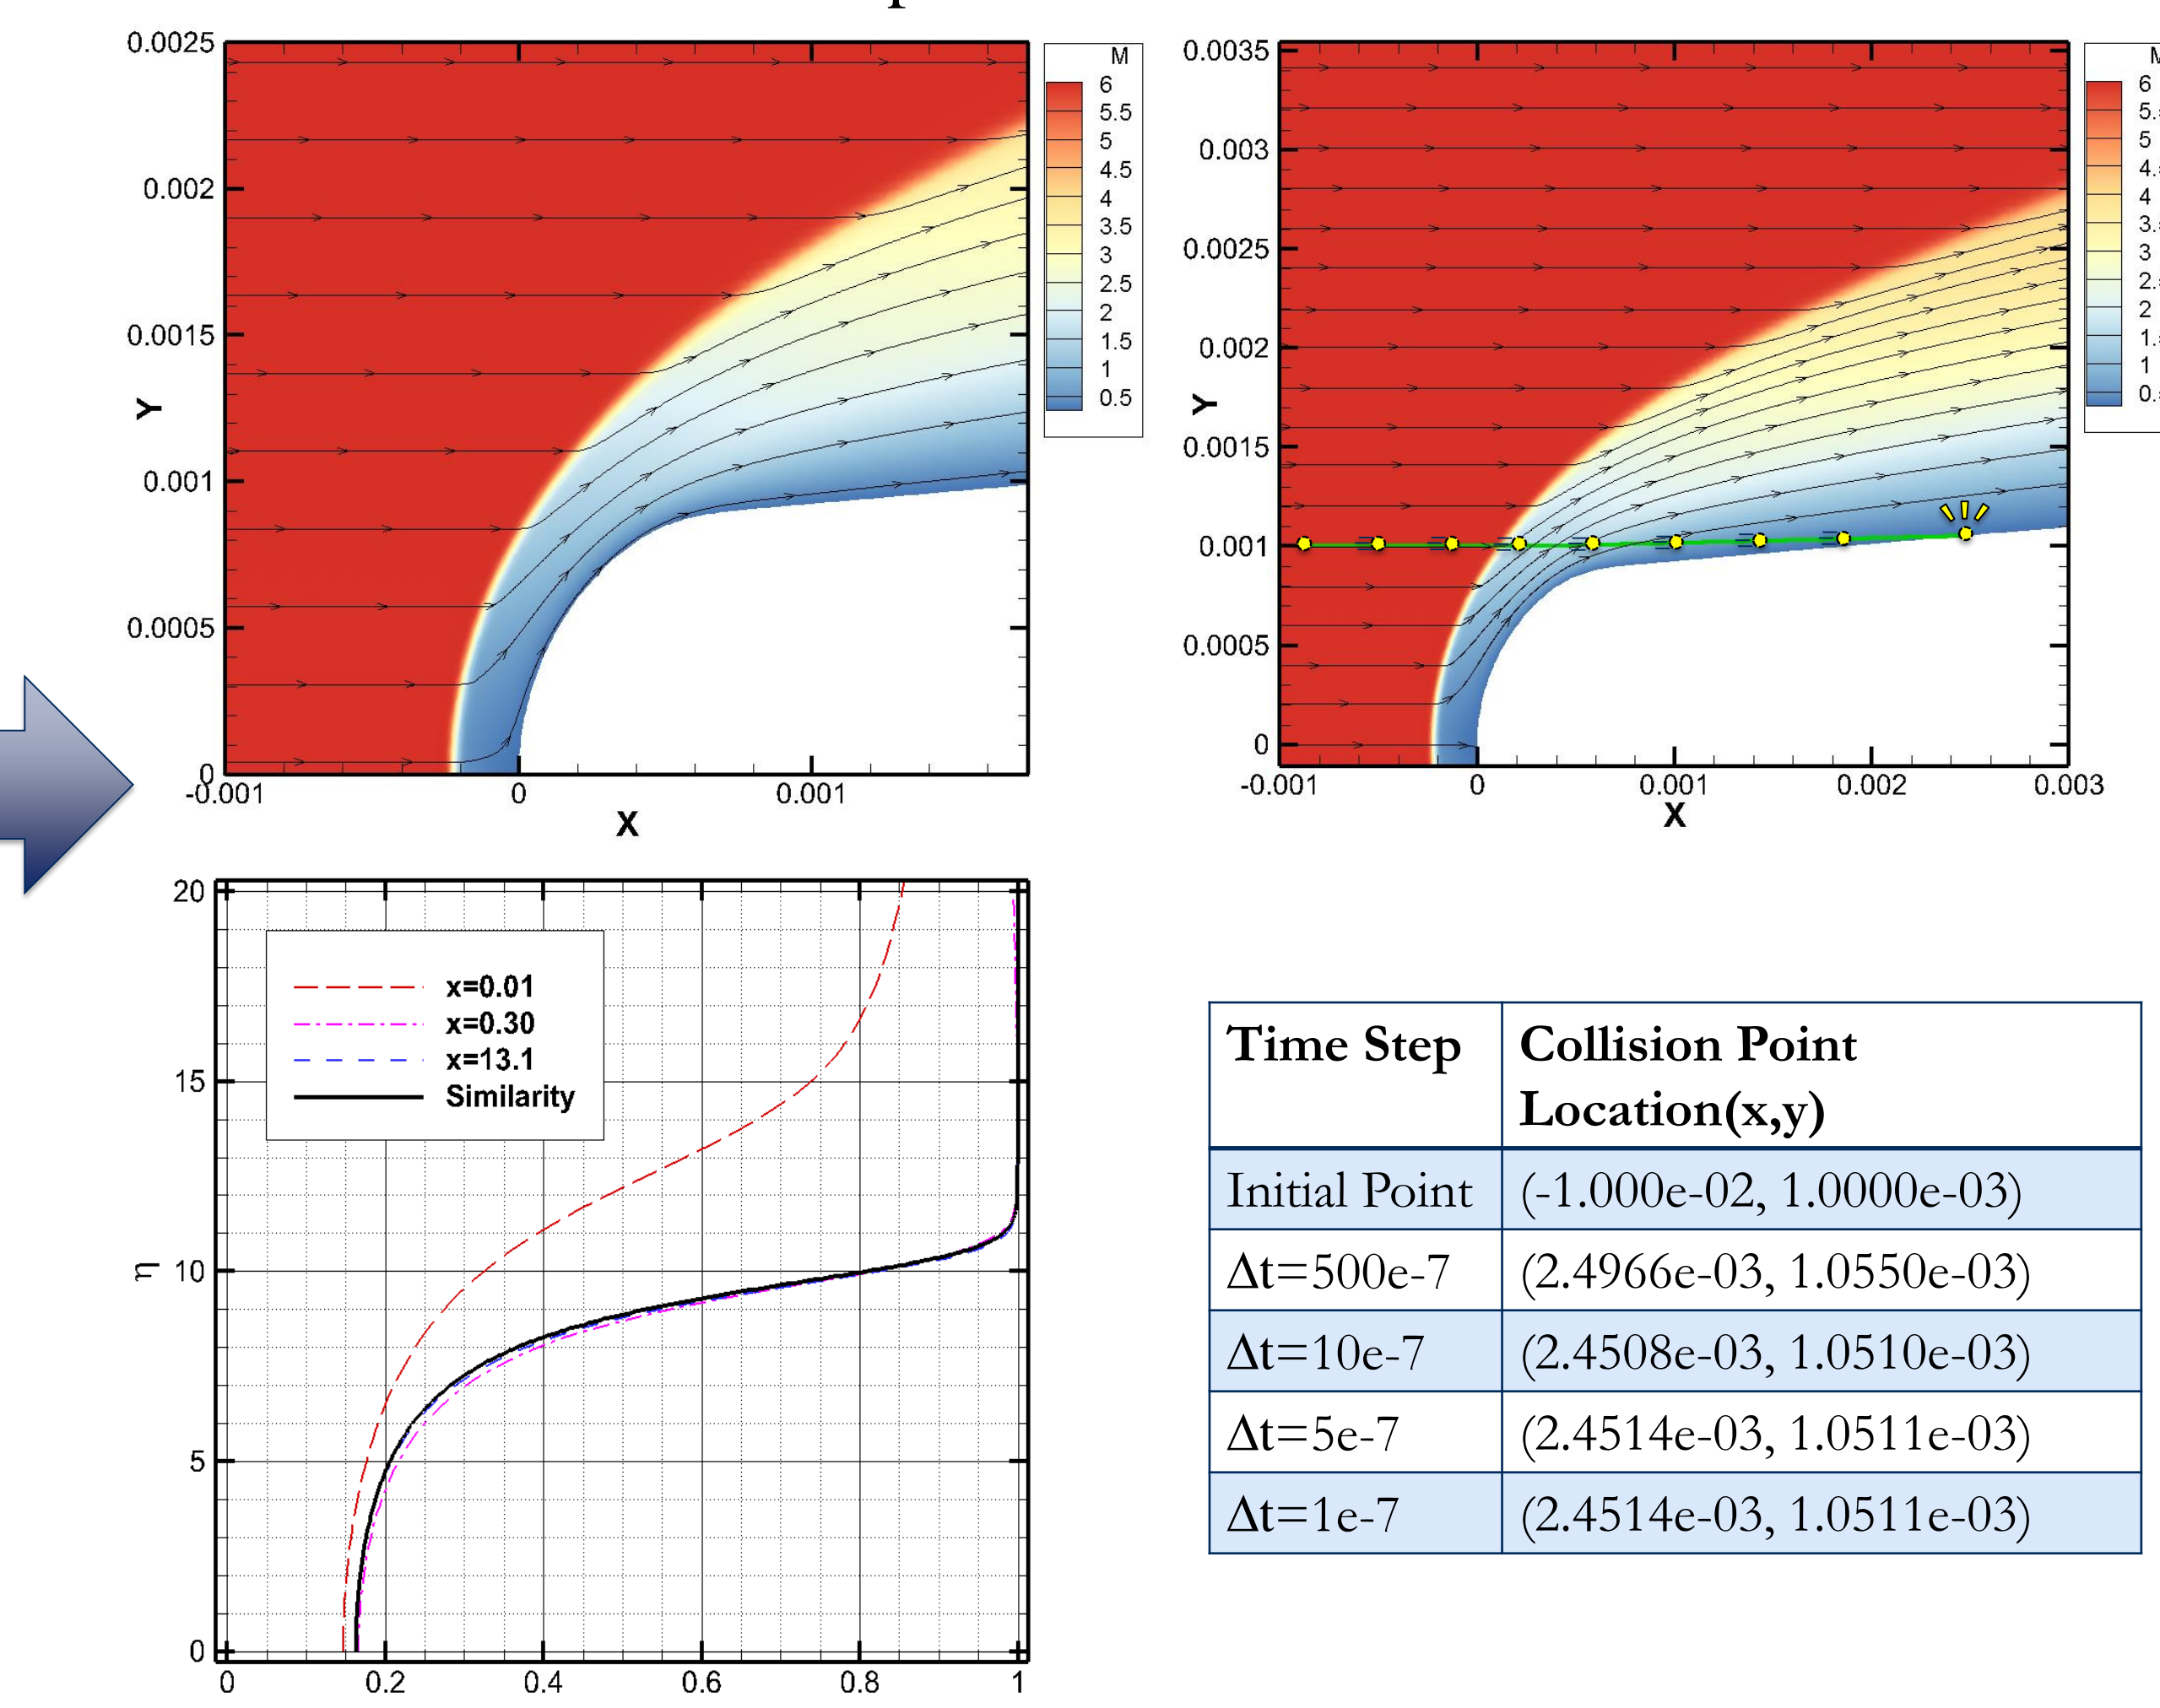 0.0025
0.002
0.0015
0.001
0.0005
0
Y
-0.001
0
0.001
X
M
6
5.5
5
4.5
4
3.5
3
2.5
2
1.5
1
0.5
0.0035
0.003
0.0025
0.002
0.0015
0.001
0.0005
0
Y
-0.001
0
0.001
0.002
0.003
X
6
5
4
3
2
1
20
15
10
5
0
η
x=0.01
x=0.30
x=13.1
Similarity
0
0.2
0.4
0.6
0.8
1
Time Step
Collision Point
Location(x,y)
Initial Point
(-1.000e-02, 1.0000e-03)
Δt=500e-7
(2.4966e-03, 1.0550e-03)
Δt=10e-7
(2.4508e-03, 1.0510e-03)
Δt=5e-7
(2.4514e-03, 1.0511e-03)
Δt=1e-7
(2.4514e-03, 1.0511e-03)